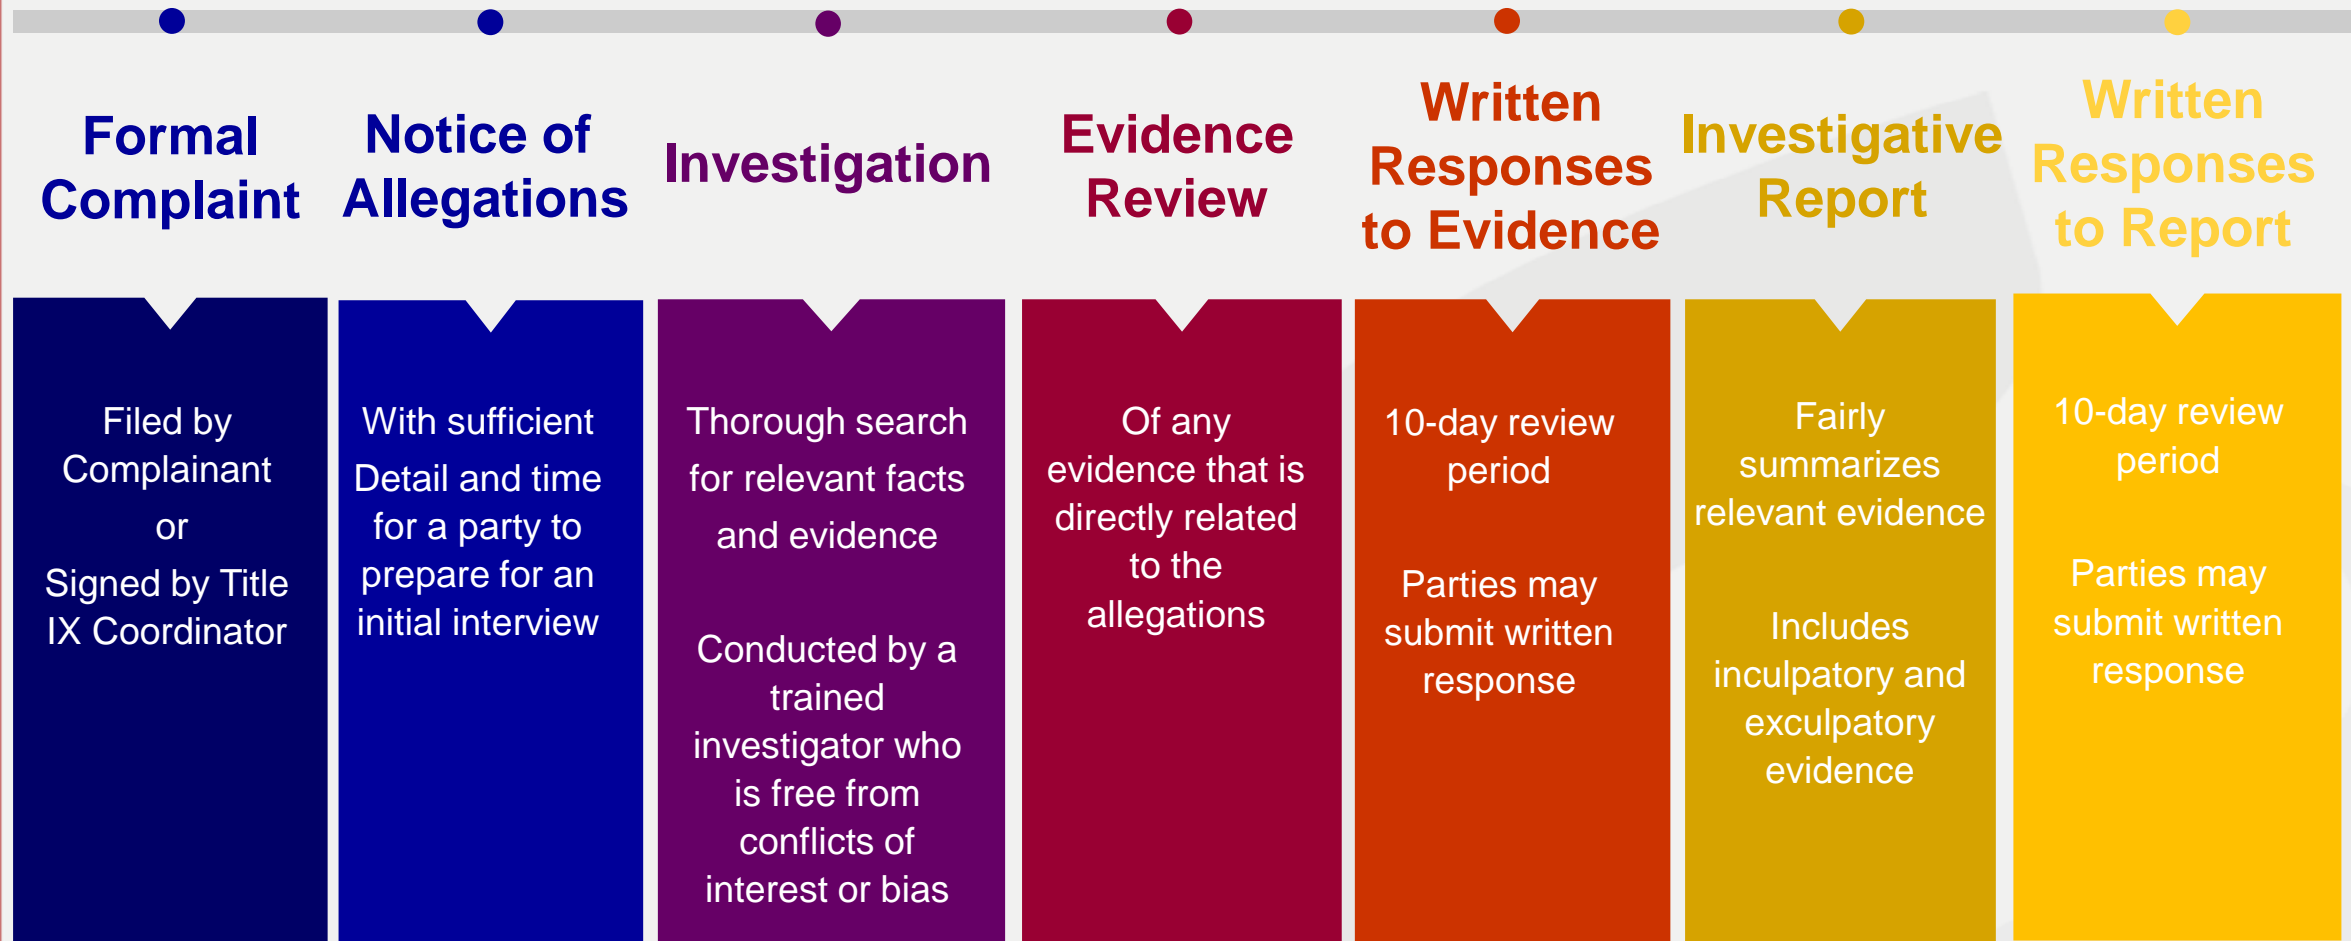 Formal
Complaint
Notice of
Allegations
Investigation
Evidence
Review
Written
Responses
to Evidence
Investigative
Report
Written
Responses
to Report
Filed by
Complainant
or
Signed by Title
IX Coordinator
With sufficient
Detail and time
for a party to
prepare for an
initial interview
Thorough search
for relevant facts
and evidence
Conducted by a
trained
investigator who
is free from
conflicts of
interest or bias
Of any
evidence that is
directly related
to the
allegations
10-day review
period
Parties may
submit written
response
Fairly
summarizes
relevant evidence
Includes
inculpatory and
exculpatory
evidence
10-day review
period
Parties may
submit written
response